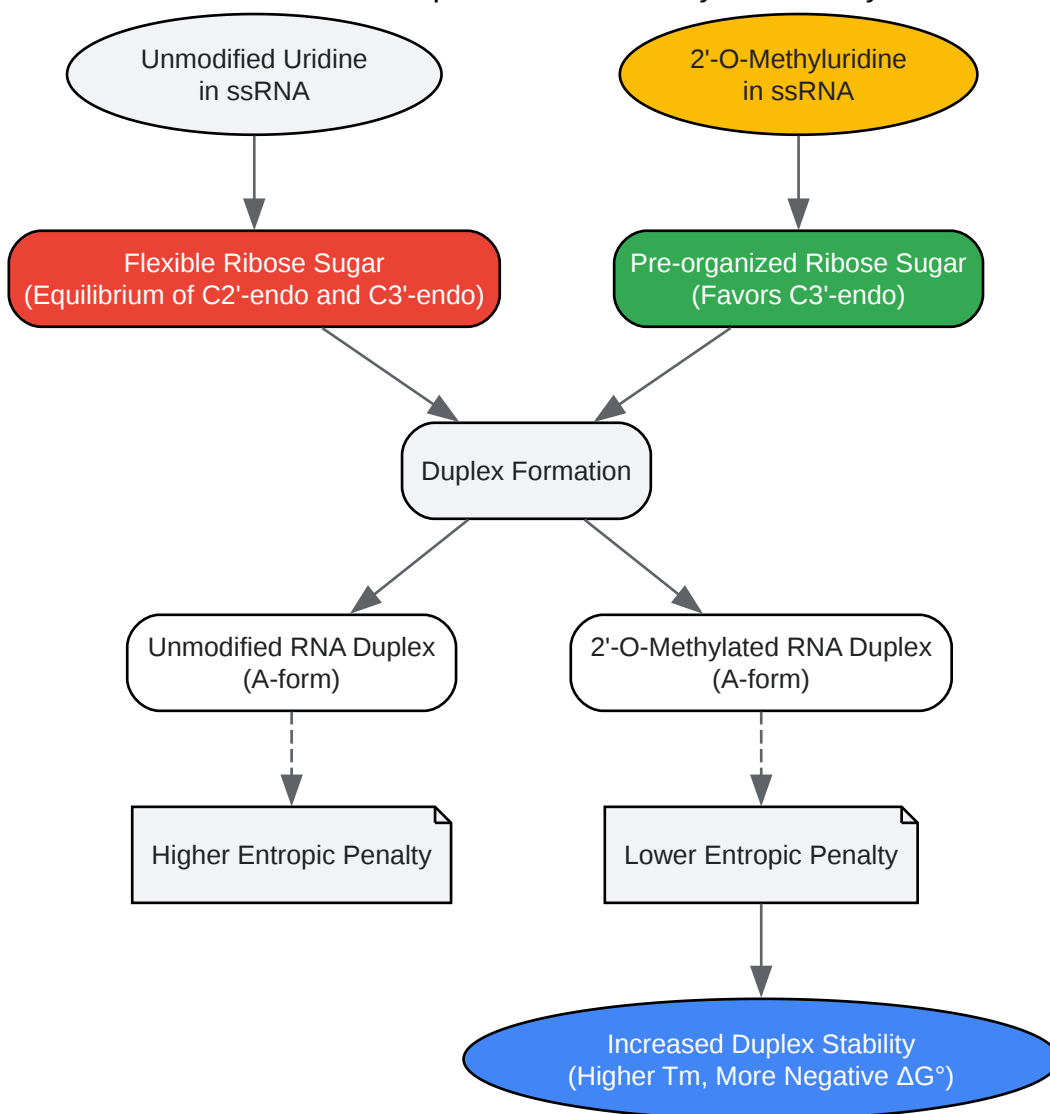 Unmodified Uridine
in ssRNA
2'-O-Methyluridine
in ssRNA
Flexible Ribose Sugar
(Equilibrium of C2'-endo and C3'-endo)
Pre-organized Ribose Sugar
(Favors C3'-endo)
Duplex Formation
Unmodified RNA Duplex
(A-form)
2'-O-Methylated RNA Duplex
(A-form)
Higher Entropic Penalty
Lower Entropic Penalty
Increased Duplex Stability
(Higher Tm, More Negative ΔG°)